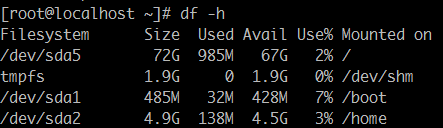 [root@localhost ~]# df -h
Filesystem      Size  Used Avail Use% Mounted on
/dev/sda5        72G  985M   67G   2% /
tmpfs           1.9G     0  1.9G   0% /dev/shm
/dev/sda1       485M   32M  428M   7% /boot
/dev/sda2       4.9G  138M  4.5G   3% /home